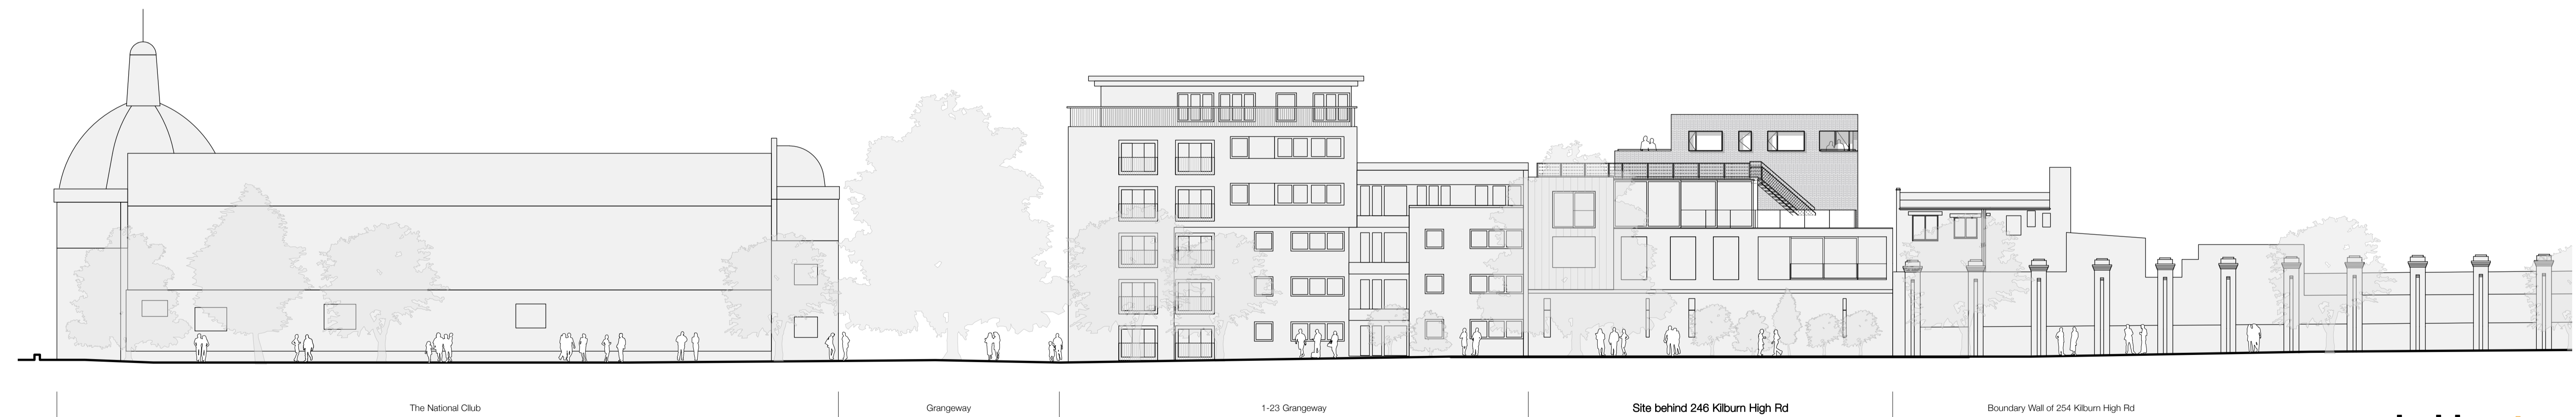 The National Cllub
Grangeway
1-23 Grangeway
Site behind 246 Kilburn High Rd
Boundary Wall of 254 Kilburn High Rd